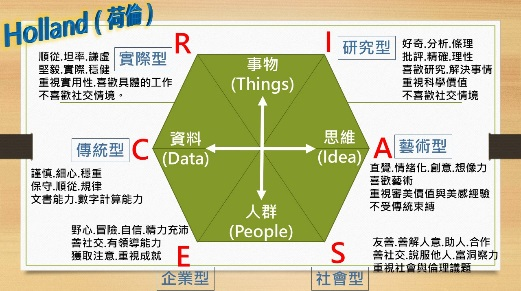 Holland ( 荷倫 )
R
實際型
順從,坦率,謙虛
堅毅,實際,穩健
重視實用性,喜歡具體的工作
不喜歡社交情境。
I
研究型
好奇,分析,條理
批評,精確,理性
喜歡研究,解決事情
重視科學價值
不喜歡社交情境
事物
(Things)
資料
(Data)
思維
(Idea)
人群
(People)
傳統型
C
謹慎,細心,穩重
保守,順從,規律
文書能力,數字計算能力
A
藝術型
直覺,情緒化,創意,想像力
喜歡藝術
重視審美價值與美感經驗
不受傳統束縛
野心,冒險,自信,精力充沛
善社交,有領導能力
獲取注意,重視成就
E
企業型
S
社會型
友善,善解人意,助人,合作
善社交,說服他人,富洞察力
重視社會與倫理議題